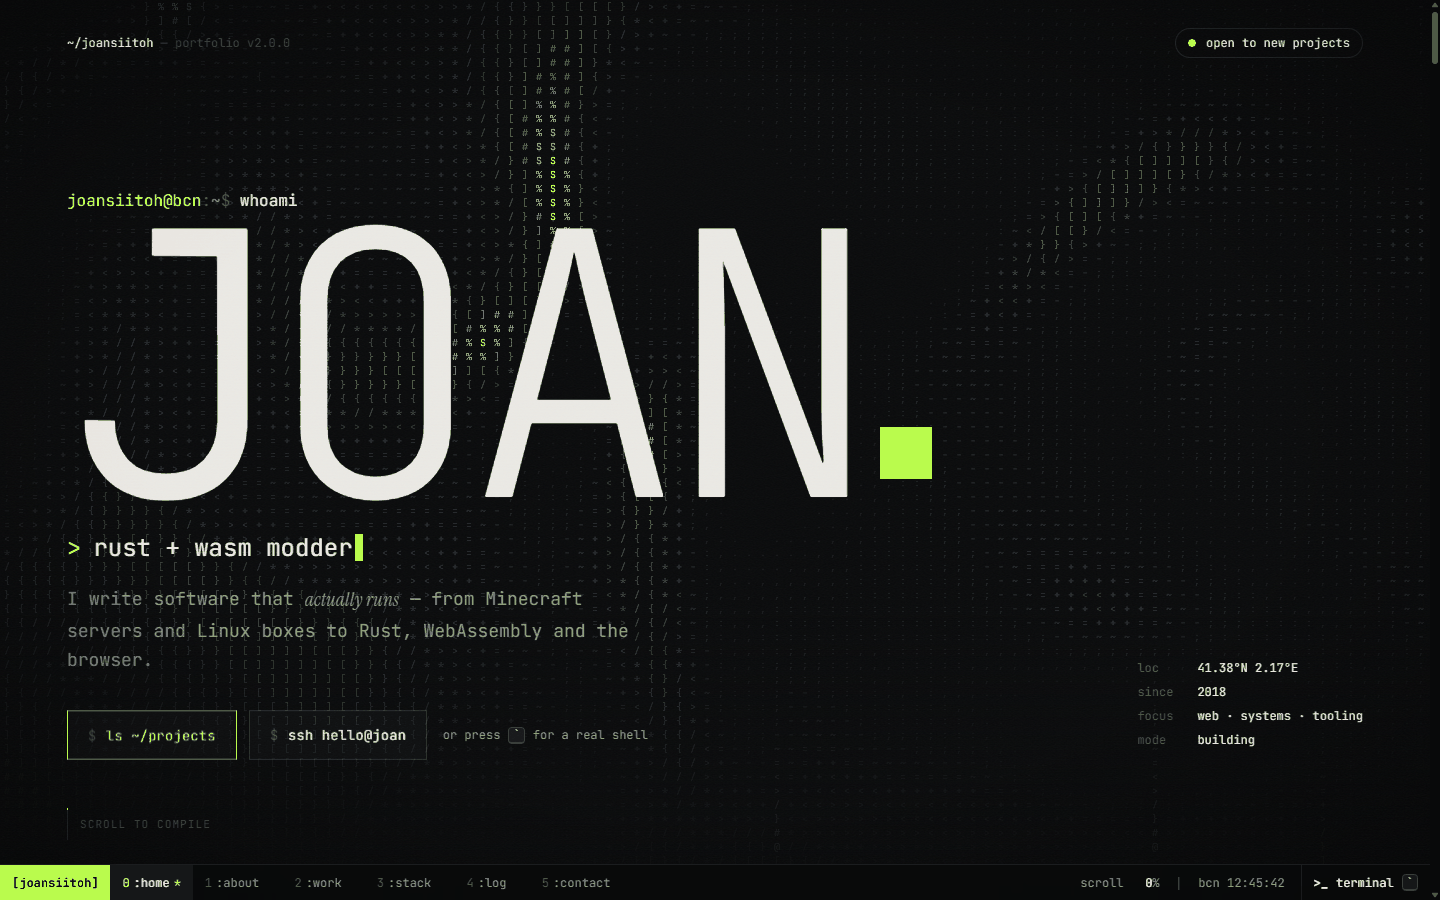 ~/joansiitoh — portfolio v2.0.0
open to new projects
joansiitoh@bcn:~$ whoami
JOAN.
> rust + wasm modder
I write software that actually runs — from Minecraft
servers and Linux boxes to Rust, WebAssembly and the
browser.
$ ls ~/projects
$ ssh hello@joan
or press ` for a real shell
loc 41.38°N 2.17°E
since 2018
focus web · systems · tooling
mode building
SCROLL TO COMPILE
[joansiitoh] 0:home* 1:about 2:work 3:stack 4:log 5:contact scroll 0% | bcn 12:45:42 >_ terminal `